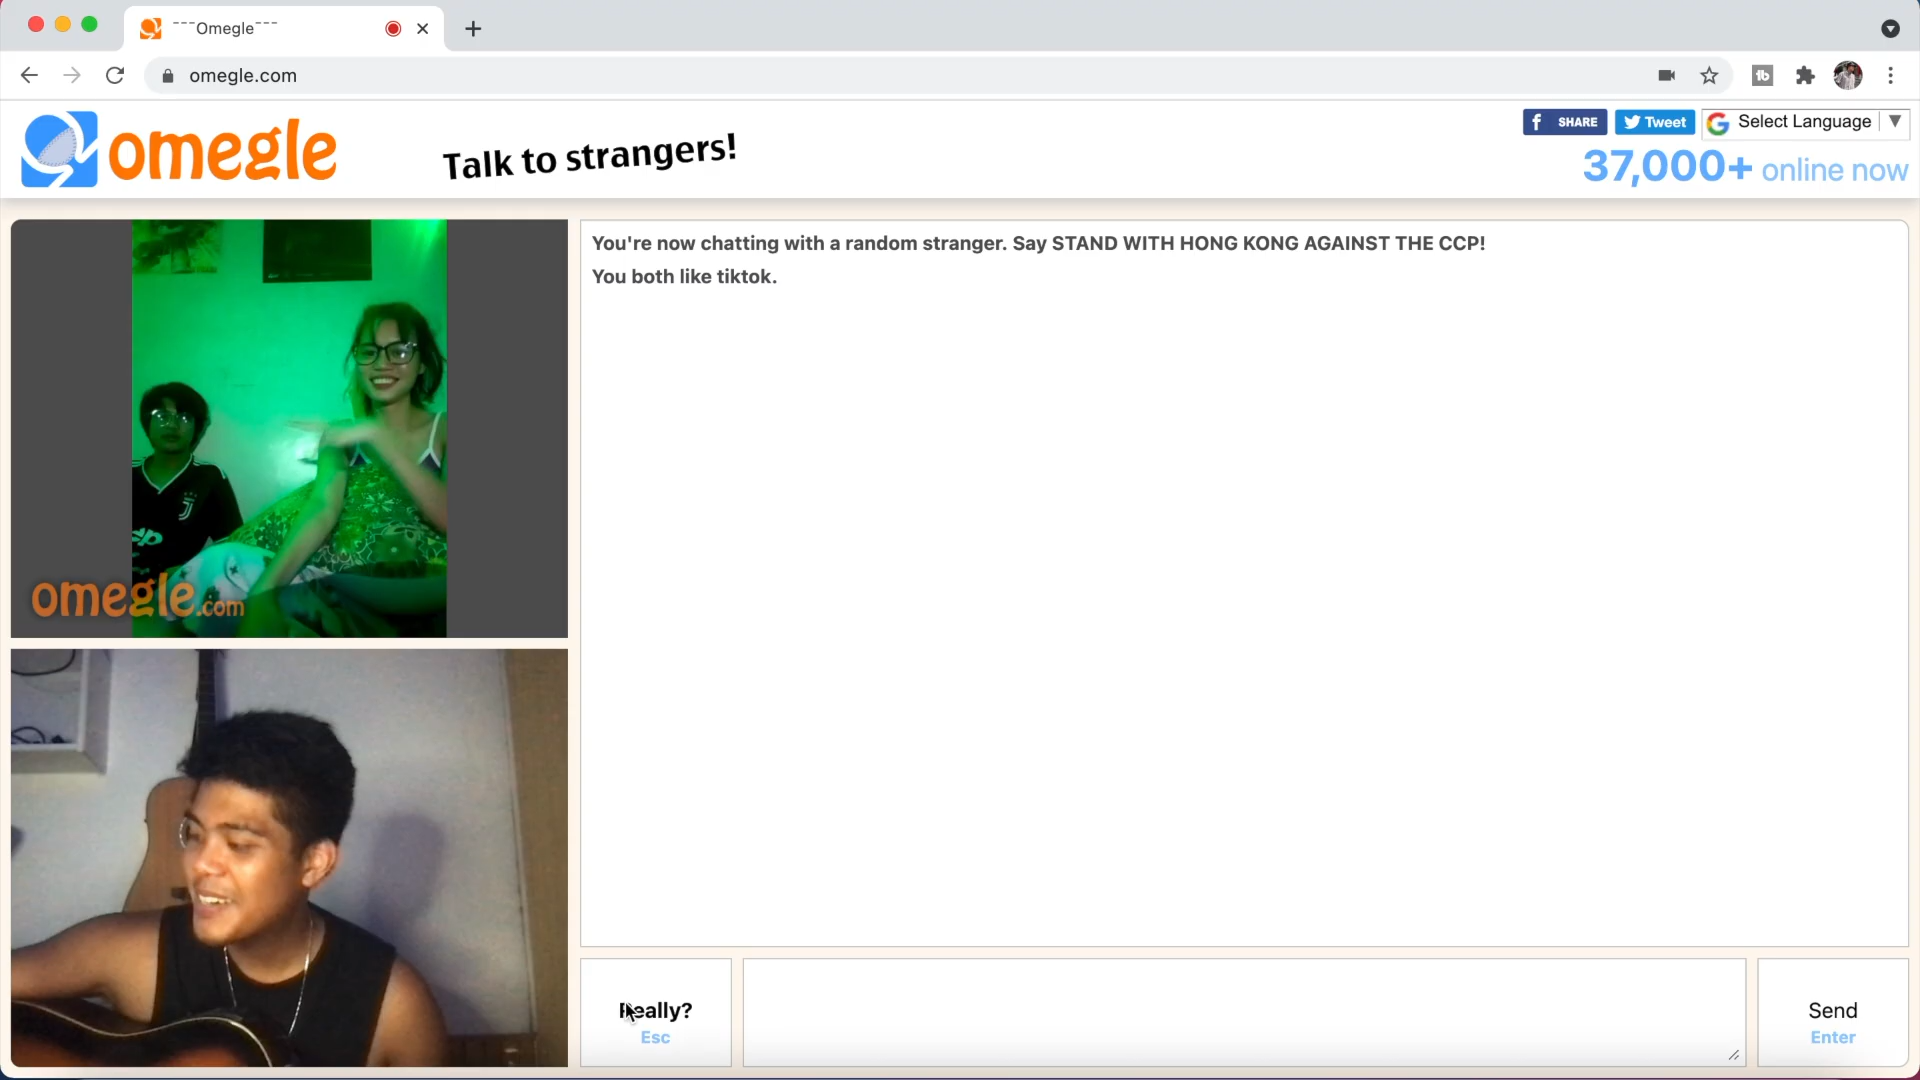 ---Omegle---
omegle.com
omegle
Talk to strangers!
SHARE
Tweet
Select Language
37,000+ online now
You're now chatting with a random stranger. Say STAND WITH HONG KONG AGAINST THE CCP!
You both like tiktok.
omegle.com
Really?
Esc
Send
Enter